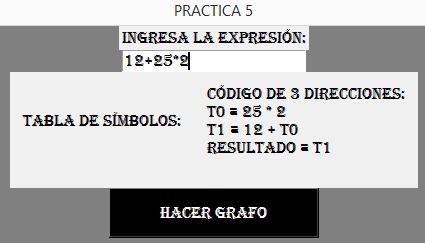 PRACTICA 5
INGRESA LA EXPRESIÓN:
12+25*2
TABLA DE SÍMBOLOS:
CÓDIGO DE 3 DIRECCIONES:
T0 = 25 * 2
T1 = 12 + T0
RESULTADO = T1
HACER GRAFO